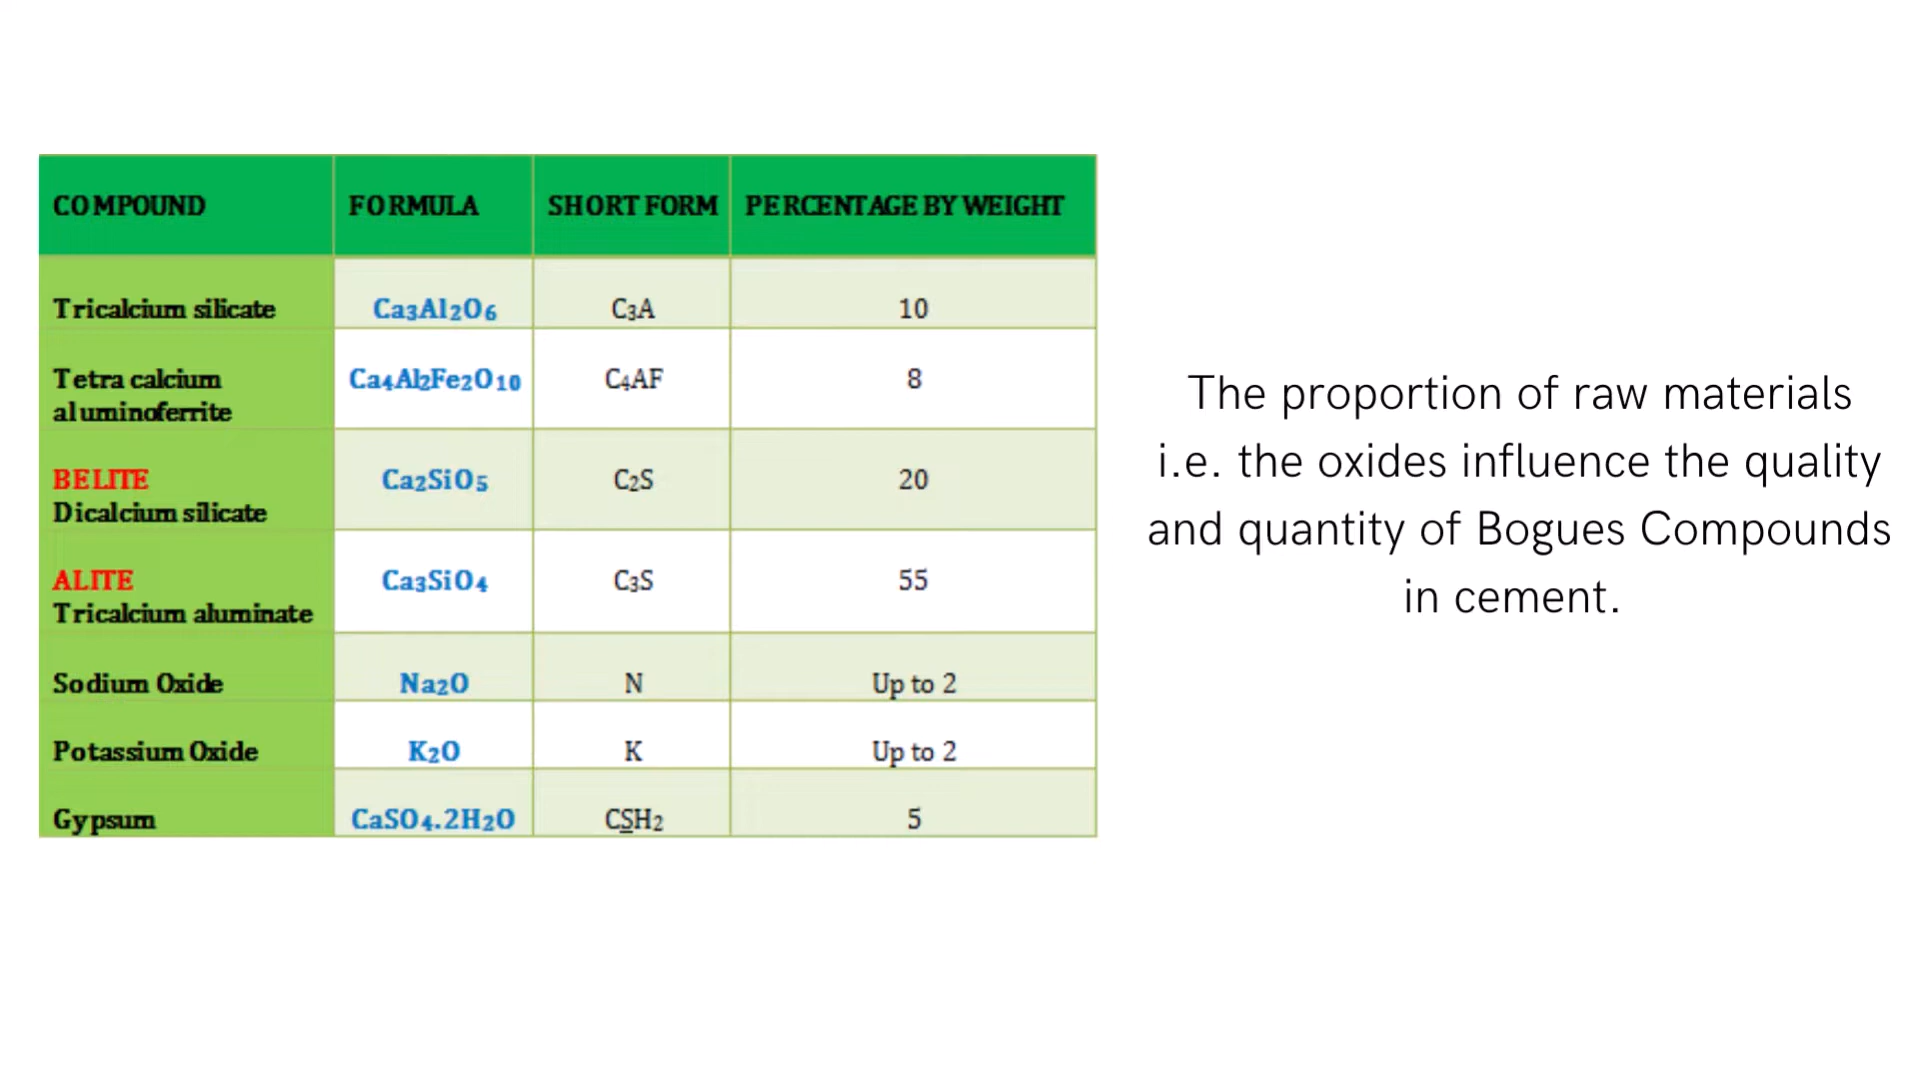 COMPOUND FORMULA SHORT FORM PERCENTAGE BY WEIGHT
Tricalcium silicate Ca3Al2O6 C3A 10
Tetra calcium aluminoferrite Ca4Al2Fe2O10 C4AF 8
BELITE
Dicalcium silicate Ca2SiO5 C2S 20
ALITE
Tricalcium aluminate Ca3SiO4 C3S 55
Sodium Oxide Na2O N Up to 2
Potassium Oxide K2O K Up to 2
Gypsum CaSO4.2H2O CSH2 5
The proportion of raw materials
i.e. the oxides influence the quality
and quantity of Bogues Compounds
in cement.